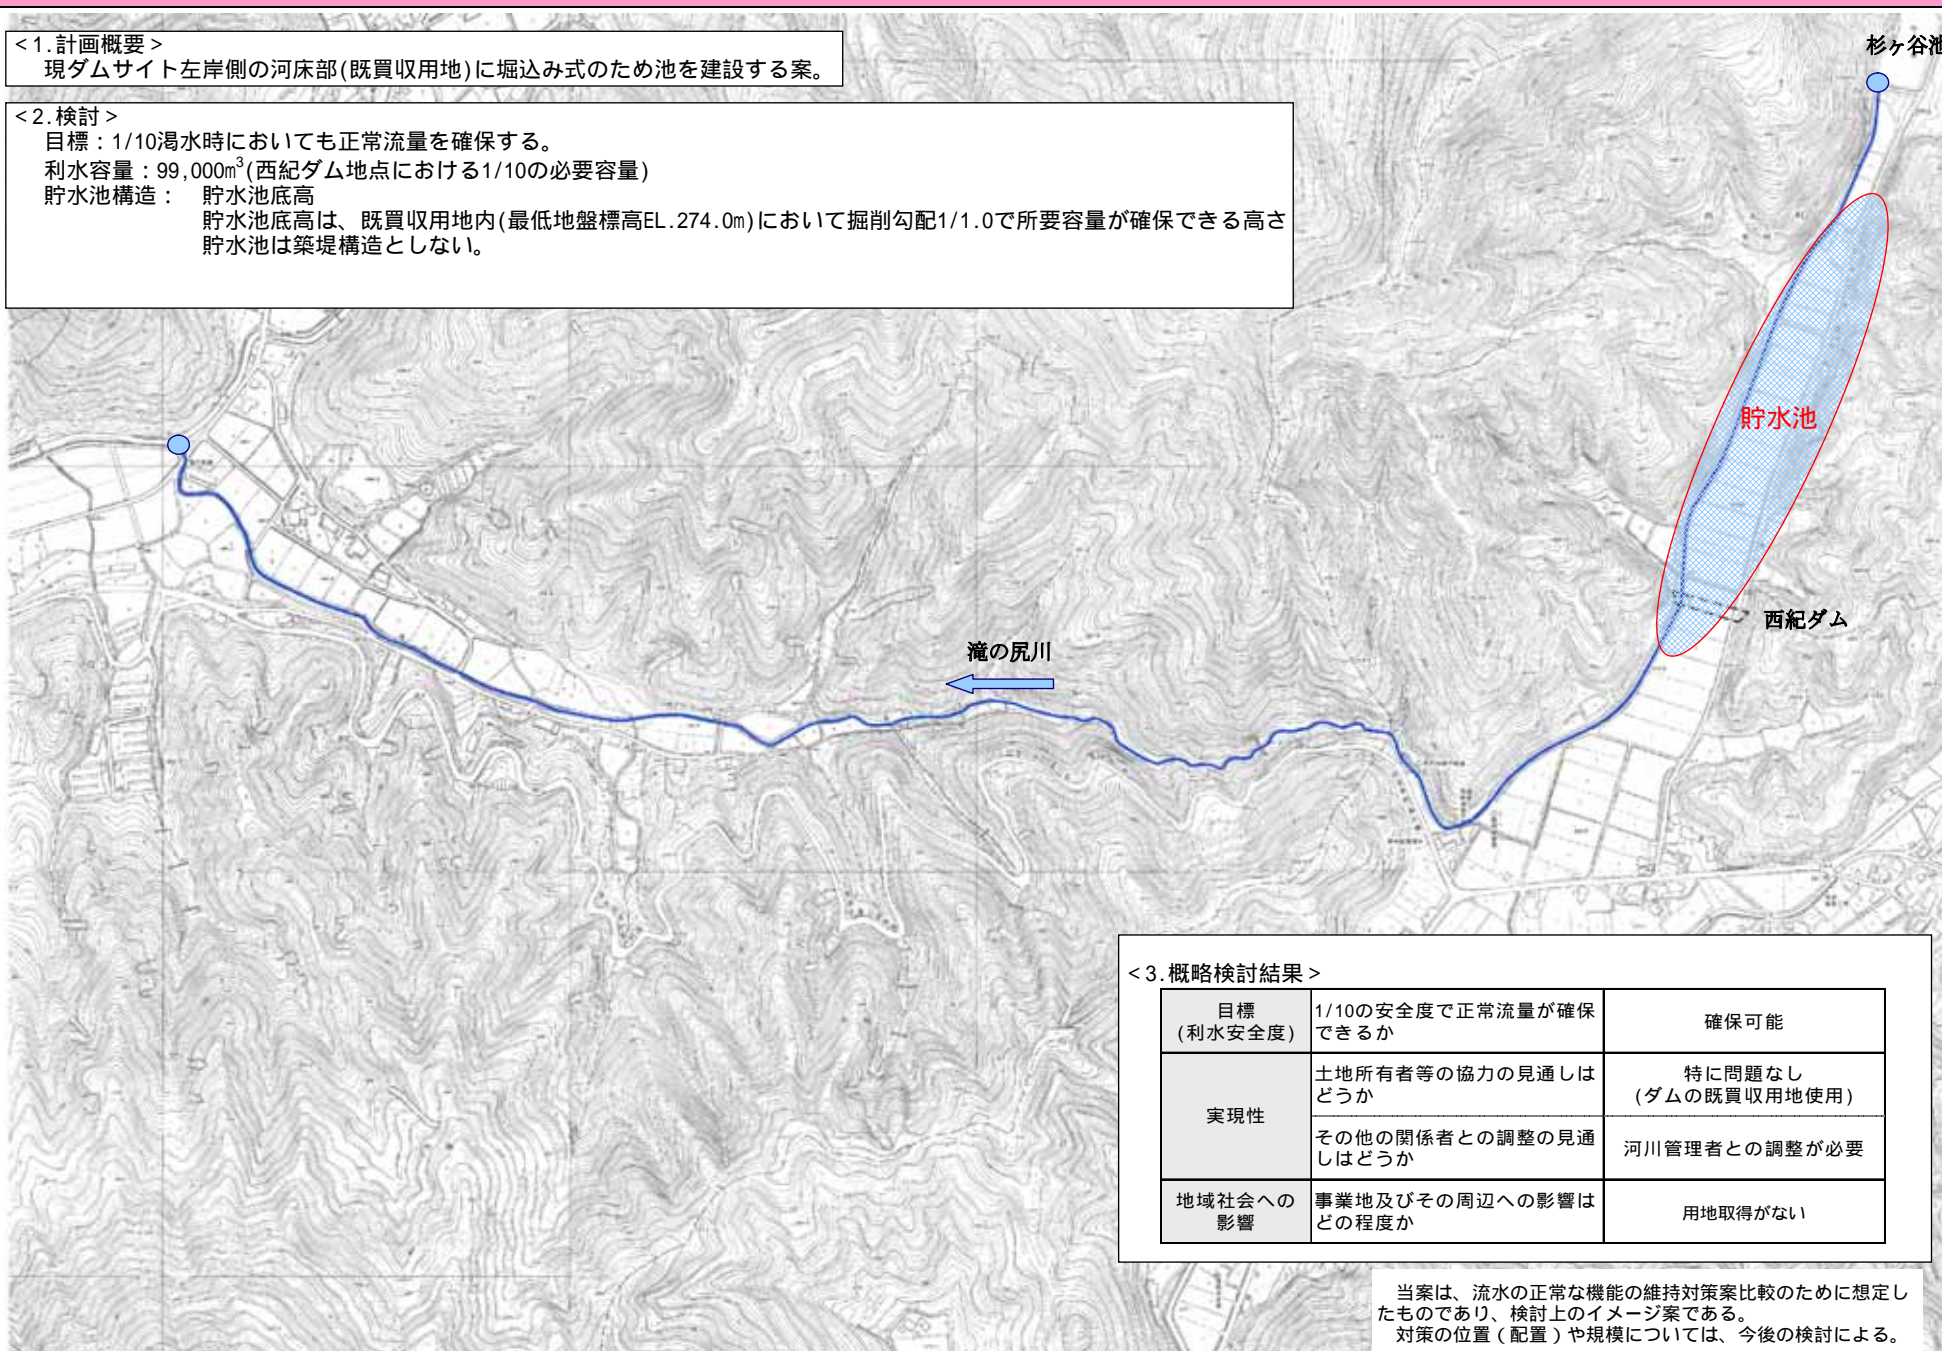 <1.計画概要>
現ダムサイト左岸側の河床部(既買収用地)に堀込み式のため池を建設する案。
<2.検討>
目標：1/10渇水時においても正常流量を確保する。
利水容量：99,000m³(西紀ダム地点における1/10の必要容量)
貯水池構造： 貯水池底高
貯水池底高は、既買収用地内(最低地盤標高EL.274.0m)において掘削勾配1/1.0で所要容量が確保できる高さ
貯水池は築堤構造としない。
杉ヶ谷池
貯水池
西紀ダム
滝の尻川
<3.概略検討結果>
目標
(利水安全度)
1/10の安全度で正常流量が確保
できるか
確保可能
実現性
土地所有者等の協力の見通しは
どうか
特に問題なし
(ダムの既買収用地使用)
その他の関係者との調整の見通
しはどうか
河川管理者との調整が必要
地域社会への
影響
事業地及びその周辺への影響は
どの程度か
用地取得がない
当案は、流水の正常な機能の維持対策案比較のために想定し
たものであり、検討上のイメージ案である。
対策の位置(配置)や規模については、今後の検討による。